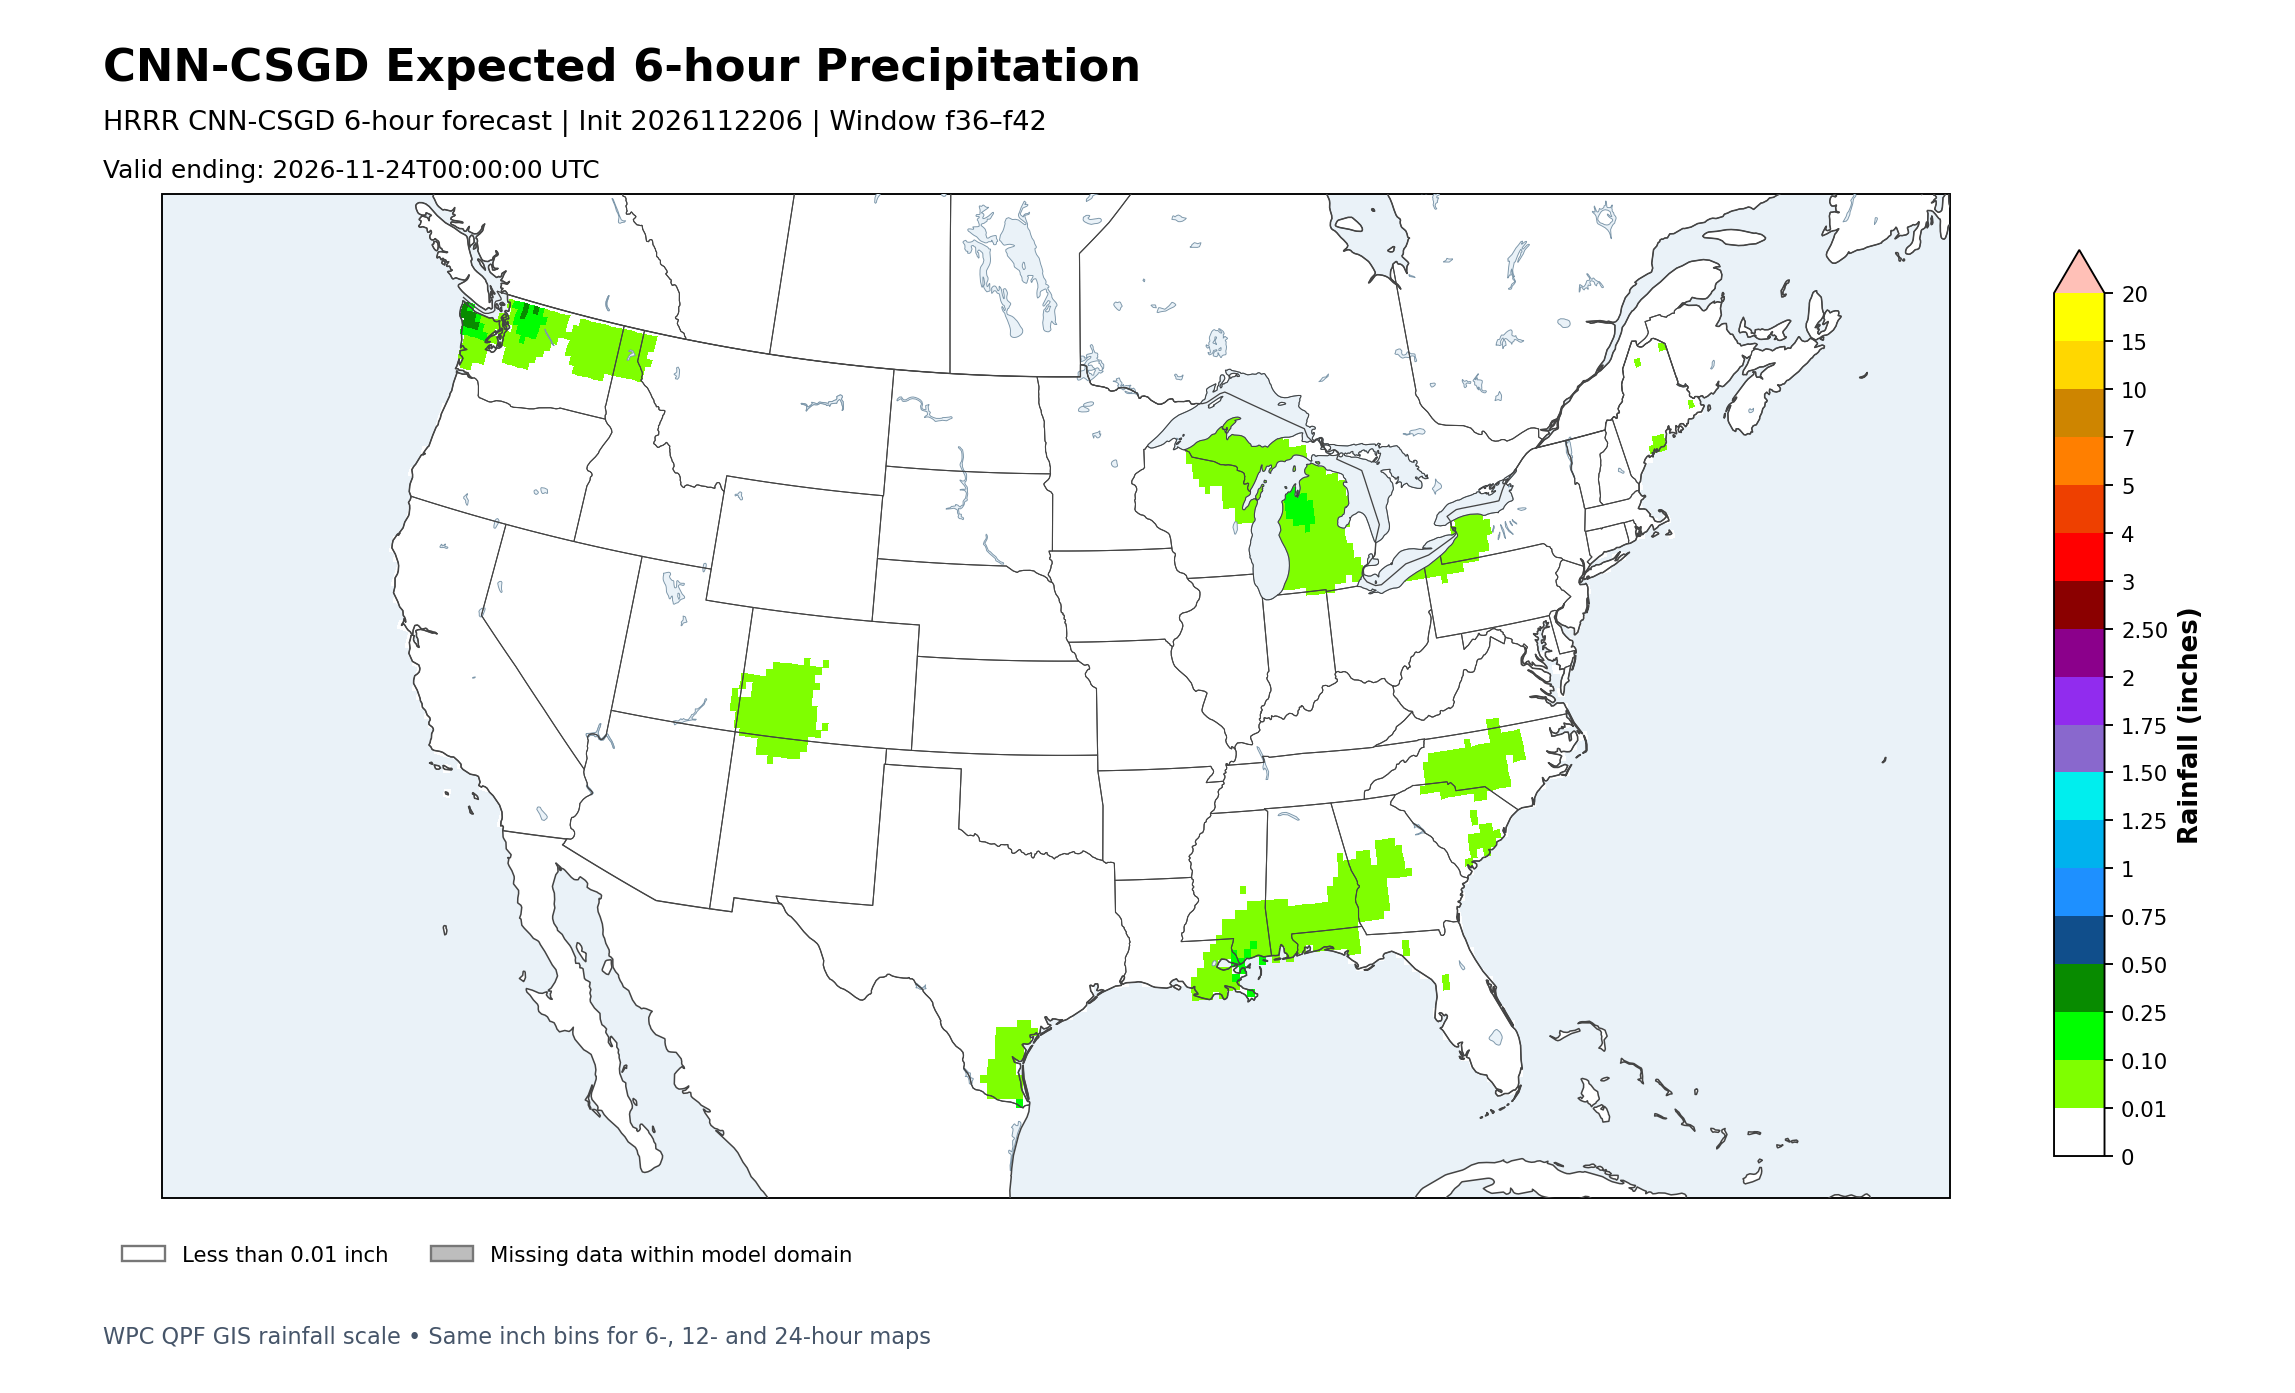 CNN-CSGD Expected 6-hour Precipitation
HRRR CNN-CSGD 6-hour forecast | Init 2026112206 | Window f36–f42
Valid ending: 2026-11-24T00:00:00 UTC
20
15
10
7
5
4
3
2.50
2
1.75
1.50
1.25
1
0.75
0.50
0.25
0.10
0.01
0
Rainfall (inches)
Less than 0.01 inch
Missing data within model domain
WPC QPF GIS rainfall scale • Same inch bins for 6-, 12- and 24-hour maps